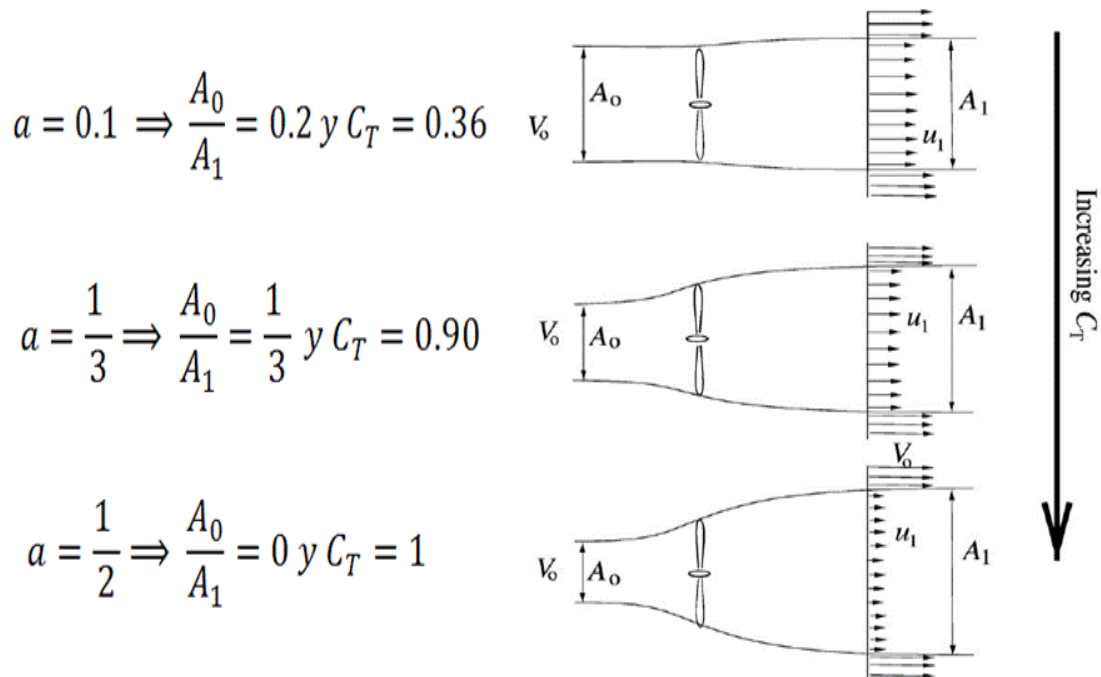 a = 0.1 ⇒ A₀/A₁ = 0.2 y C_T = 0.36
V₀ A₀ u₁ A₁
a = 1/3 ⇒ A₀/A₁ = 1/3 y C_T = 0.90
V₀ A₀ u₁ A₁
V₀
a = 1/2 ⇒ A₀/A₁ = 0 y C_T = 1
V₀ A₀ u₁ A₁
Increasing C_T